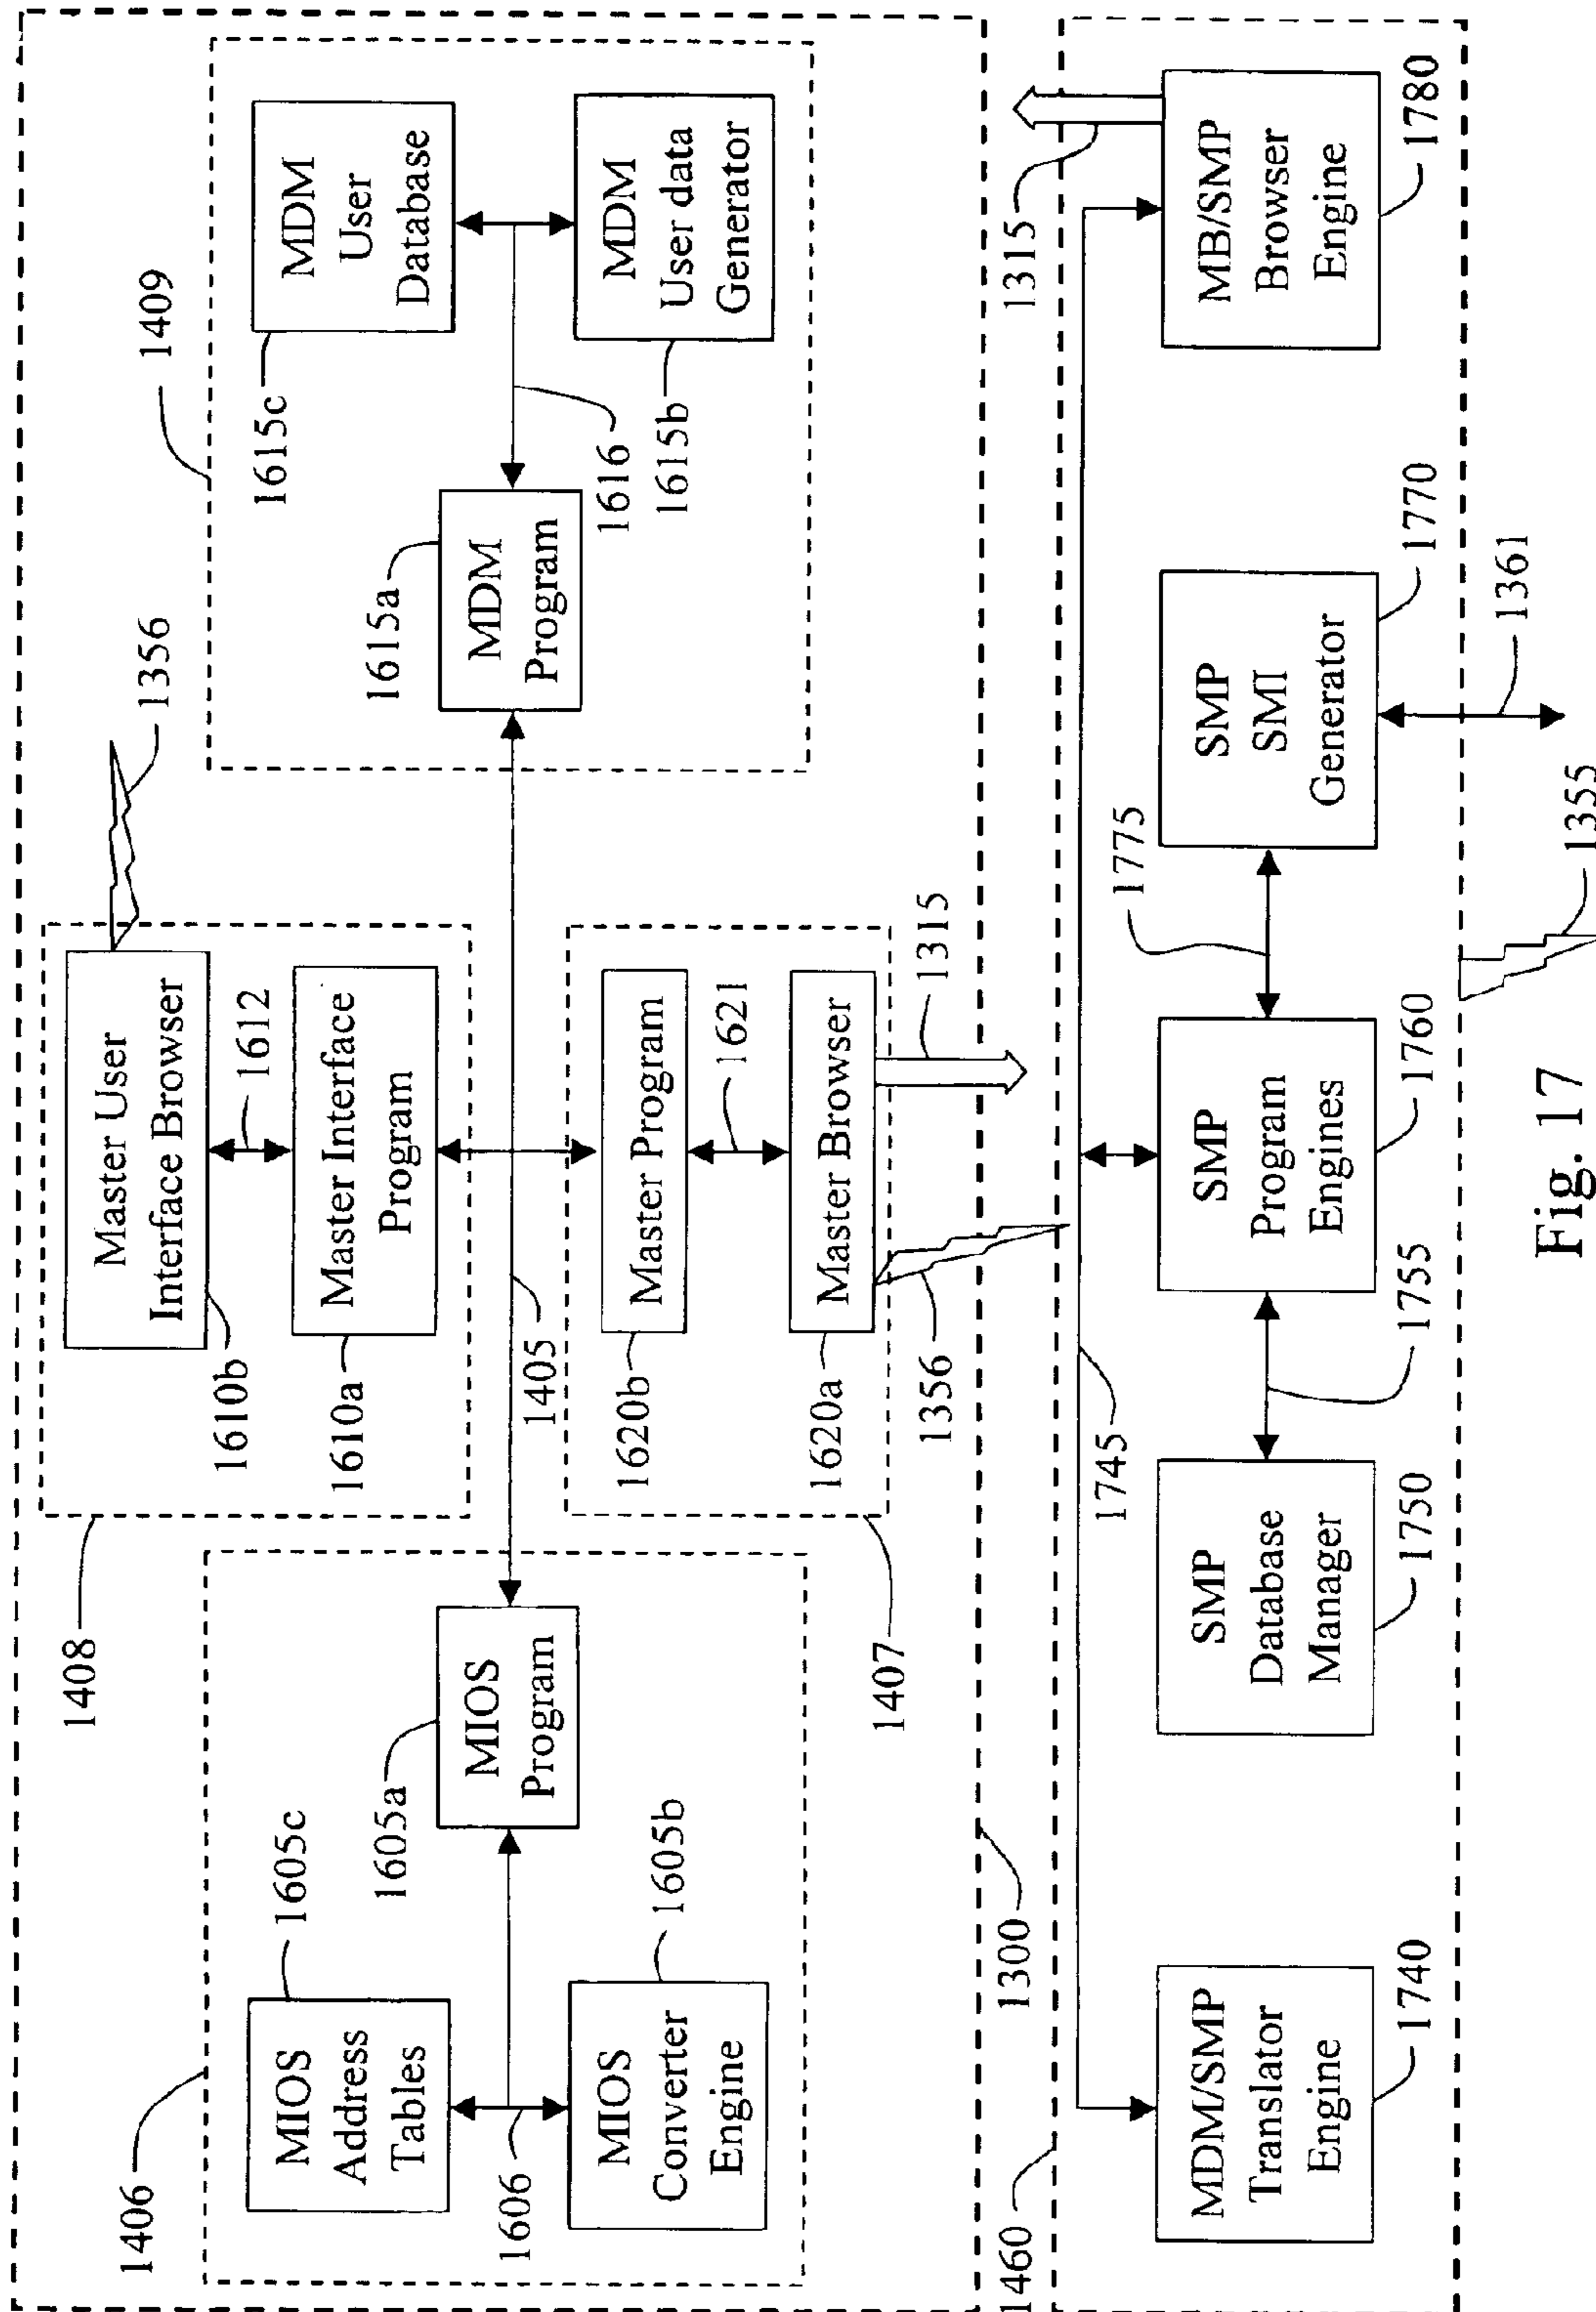 1406
MIOS
Address
Tables
1605c
1606
MIOS
Converter
Engine
1605b
MIOS
Program
1605a
1408
Master User
Interface Browser
1610b
1612
Master Interface
Program
1610a
1356
1405
Master Program
1620b
1621
Master Browser
1620a
1315
1356
1407
1409
MDM
Program
1615a
1616
MDM
User
Database
1615c
MDM
User data
Generator
1615b
1300
1460
1745
1315
MDM/SMP
Translator
Engine
1740
SMP
Database
Manager
1750
1755
SMP
Program
Engines
1760
1775
SMP
SMI
Generator
1770
1361
MB/SMP
Browser
Engine
1780
1355
Fig. 17